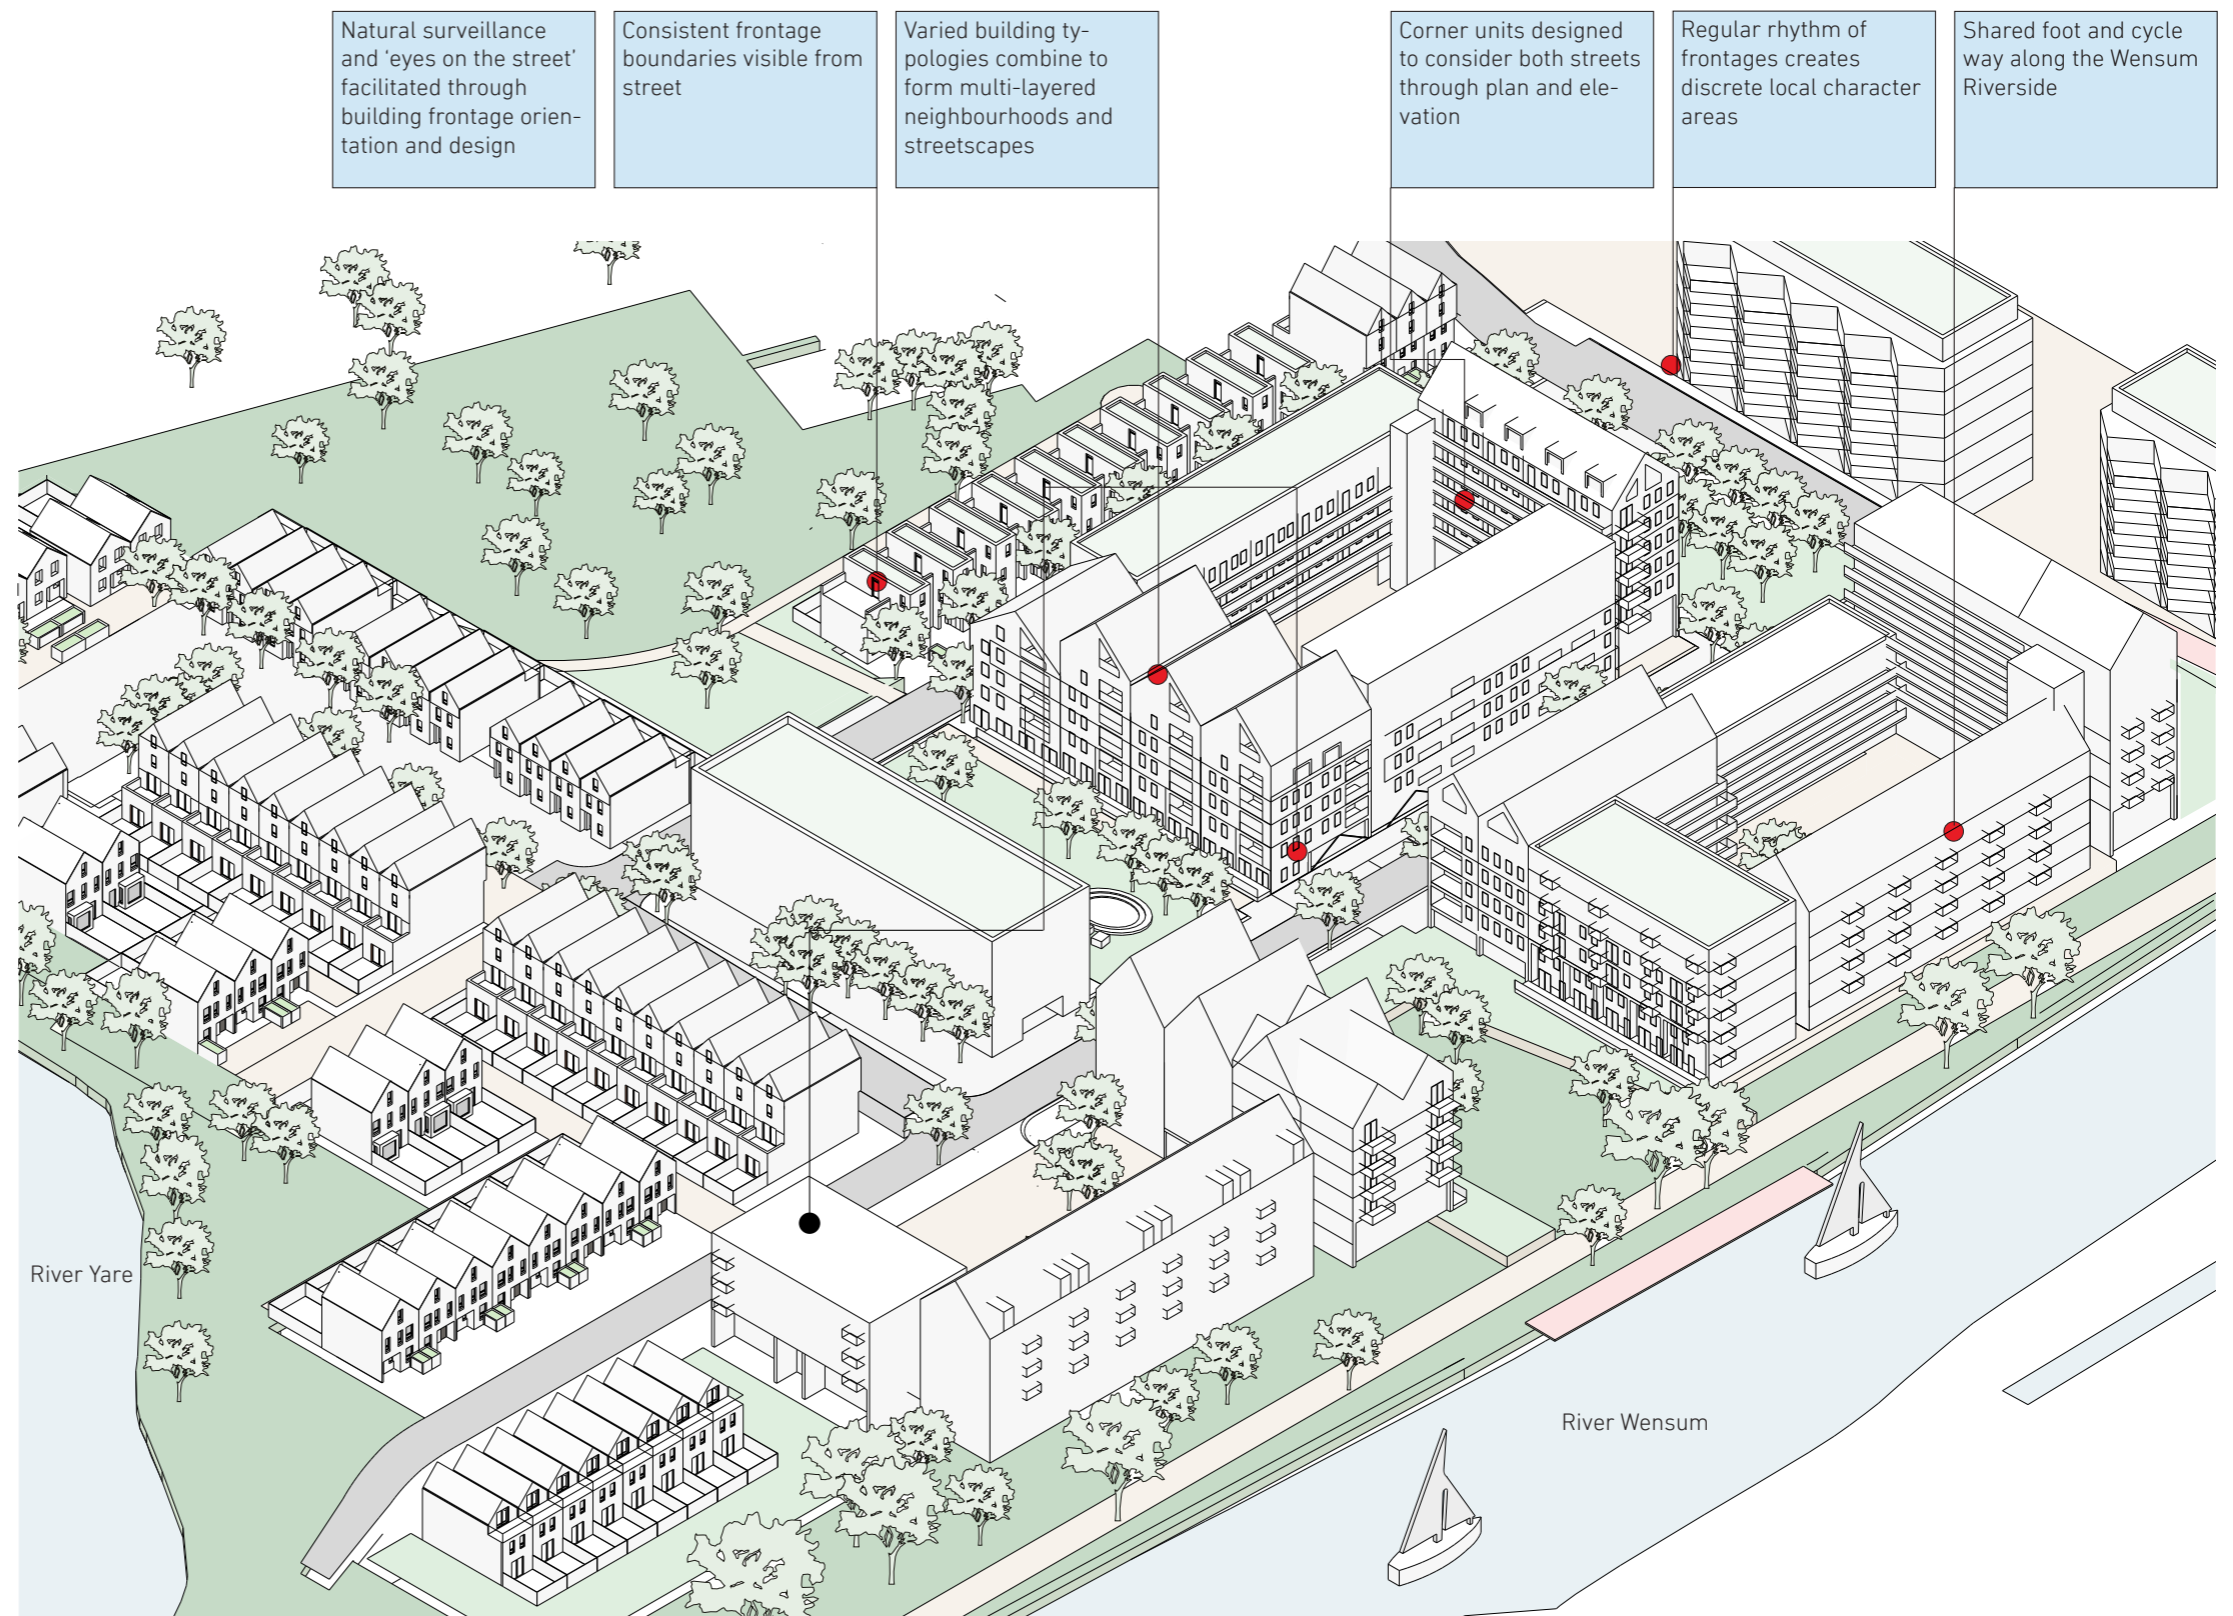 Natural surveillance
and ‘eyes on the street’
facilitated through
building frontage orien-
tation and design
Consistent frontage
boundaries visible from
street
Varied building ty-
pologies combine to
form multi-layered
neighbourhoods and
streetscapes
Corner units designed
to consider both streets
through plan and ele-
vation
Regular rhythm of
frontages creates
discrete local character
areas
Shared foot and cycle
way along the Wensum
Riverside
River Yare
River Wensum